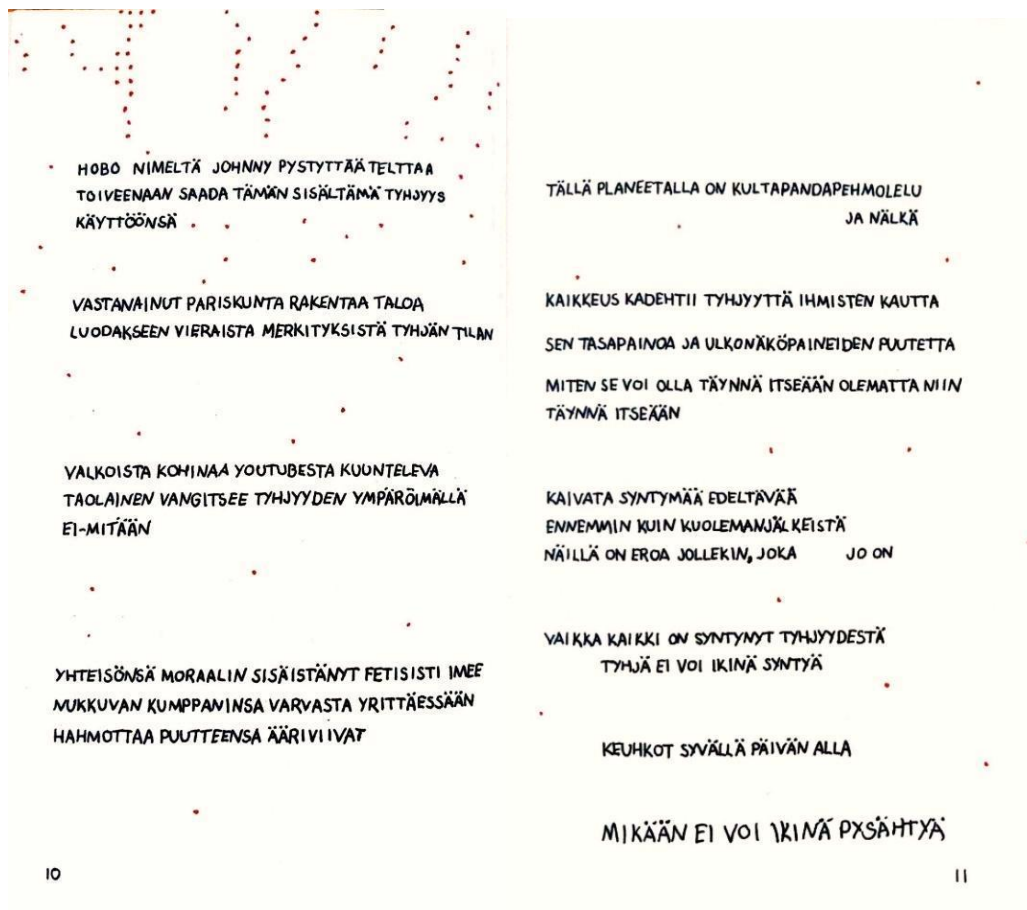 HOBO NIMELTÄ JOHNNY PYSTYTTÄÄ TELTTAA
TOIVEENAAN SAADA TÄMÄN SISÄLTÄMÄ TYHJYYS
KÄYTTÖÖNSÄ
VASTANAINUT PARISKUNTA RAKENTAA TALOA
LUODAKSEEN VIERAISTA MERKITYKSISTÄ TYHJÄN TILAN
VALKOISTA KOHINAA YOUTUBESTA KUUNTELEVA
TAOLAINEN VANGITSEE TYHJYYDEN YMPÄRÖIMÄLLÄ
EI-MITÄÄN
YHTEISÖNSÄ MORAALIN SISÄISTÄNYT FETISISTI IMEE
NUKKUVAN KUMPPANINSA VARVASTA YRITTÄESSÄÄN
HAHMOTTAA PUUTTEENSA ÄÄRIVIIVAT
10
TÄLLÄ PLANEETALLA ON KULTAPANDAPEHMOLELU
JA NÄLKÄ
KAIKKEUS KADEHTII TYHJYYTTÄ IHMISTEN KAUTTA
SEN TASAPAINOA JA ULKONÄKÖPAINEIDEN PUUTETTA
MITEN SE VOI OLLA TÄYNNÄ ITSEÄÄN OLEMATTA NIIN
TÄYNNÄ ITSEÄÄN
KAIVATA SYNTYMÄÄ EDELTÄVÄÄ
ENNEMMIN KUIN KUOLEMANJÄLKEISTÄ
NÄILLÄ ON EROA JOLLEKIN, JOKA JO ON
VAIKKA KAIKKI ON SYNTYNYT TYHJYYDESTÄ
TYHJÄ EI VOI IKINÄ SYNTYÄ
KEUHKOT SYVÄLLÄ PÄIVÄN ALLA
MIKÄÄN EI VOI IKINÄ PYSÄHTYÄ
11